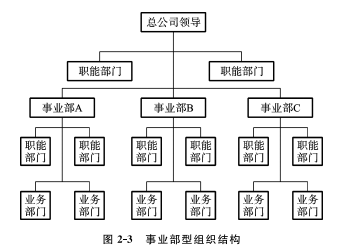 总公司领导
职能部门 职能部门
事业部A 事业部B 事业部C
职能 职能 职能 职能 职能 职能
部门 部门 部门 部门 部门 部门
业务 业务 业务 业务 业务 业务
部门 部门 部门 部门 部门 部门
图 2-3 事业部型组织结构